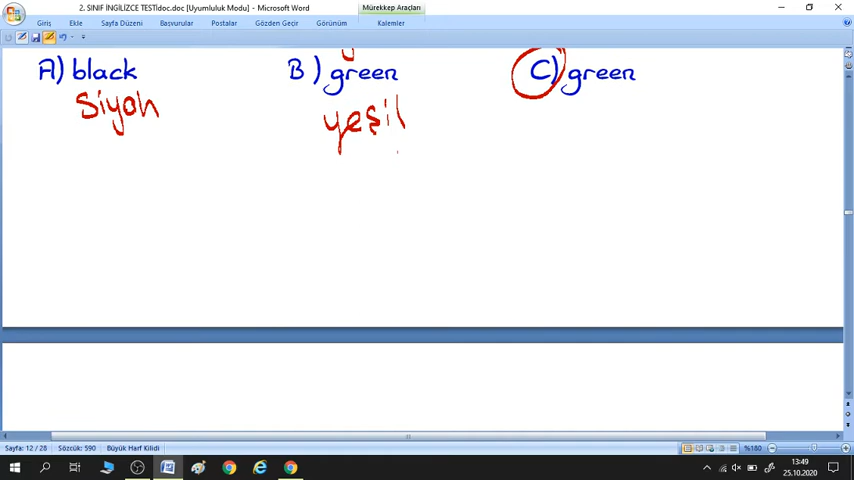 2. SINIF İNGİLİZCE TESTİdoc.doc [Uyumluluk Modu] - Microsoft Word
Mürekkep Araçları
Giriş Ekle Sayfa Düzeni Başvurular Postalar Gözden Geçir Görünüm Kalemler
A) black B ) green C) green
siyah yeşil
Sayfa: 12 / 28 Sözcük: 590 Büyük Harf Kilidi %180
13:49
25.10.2020